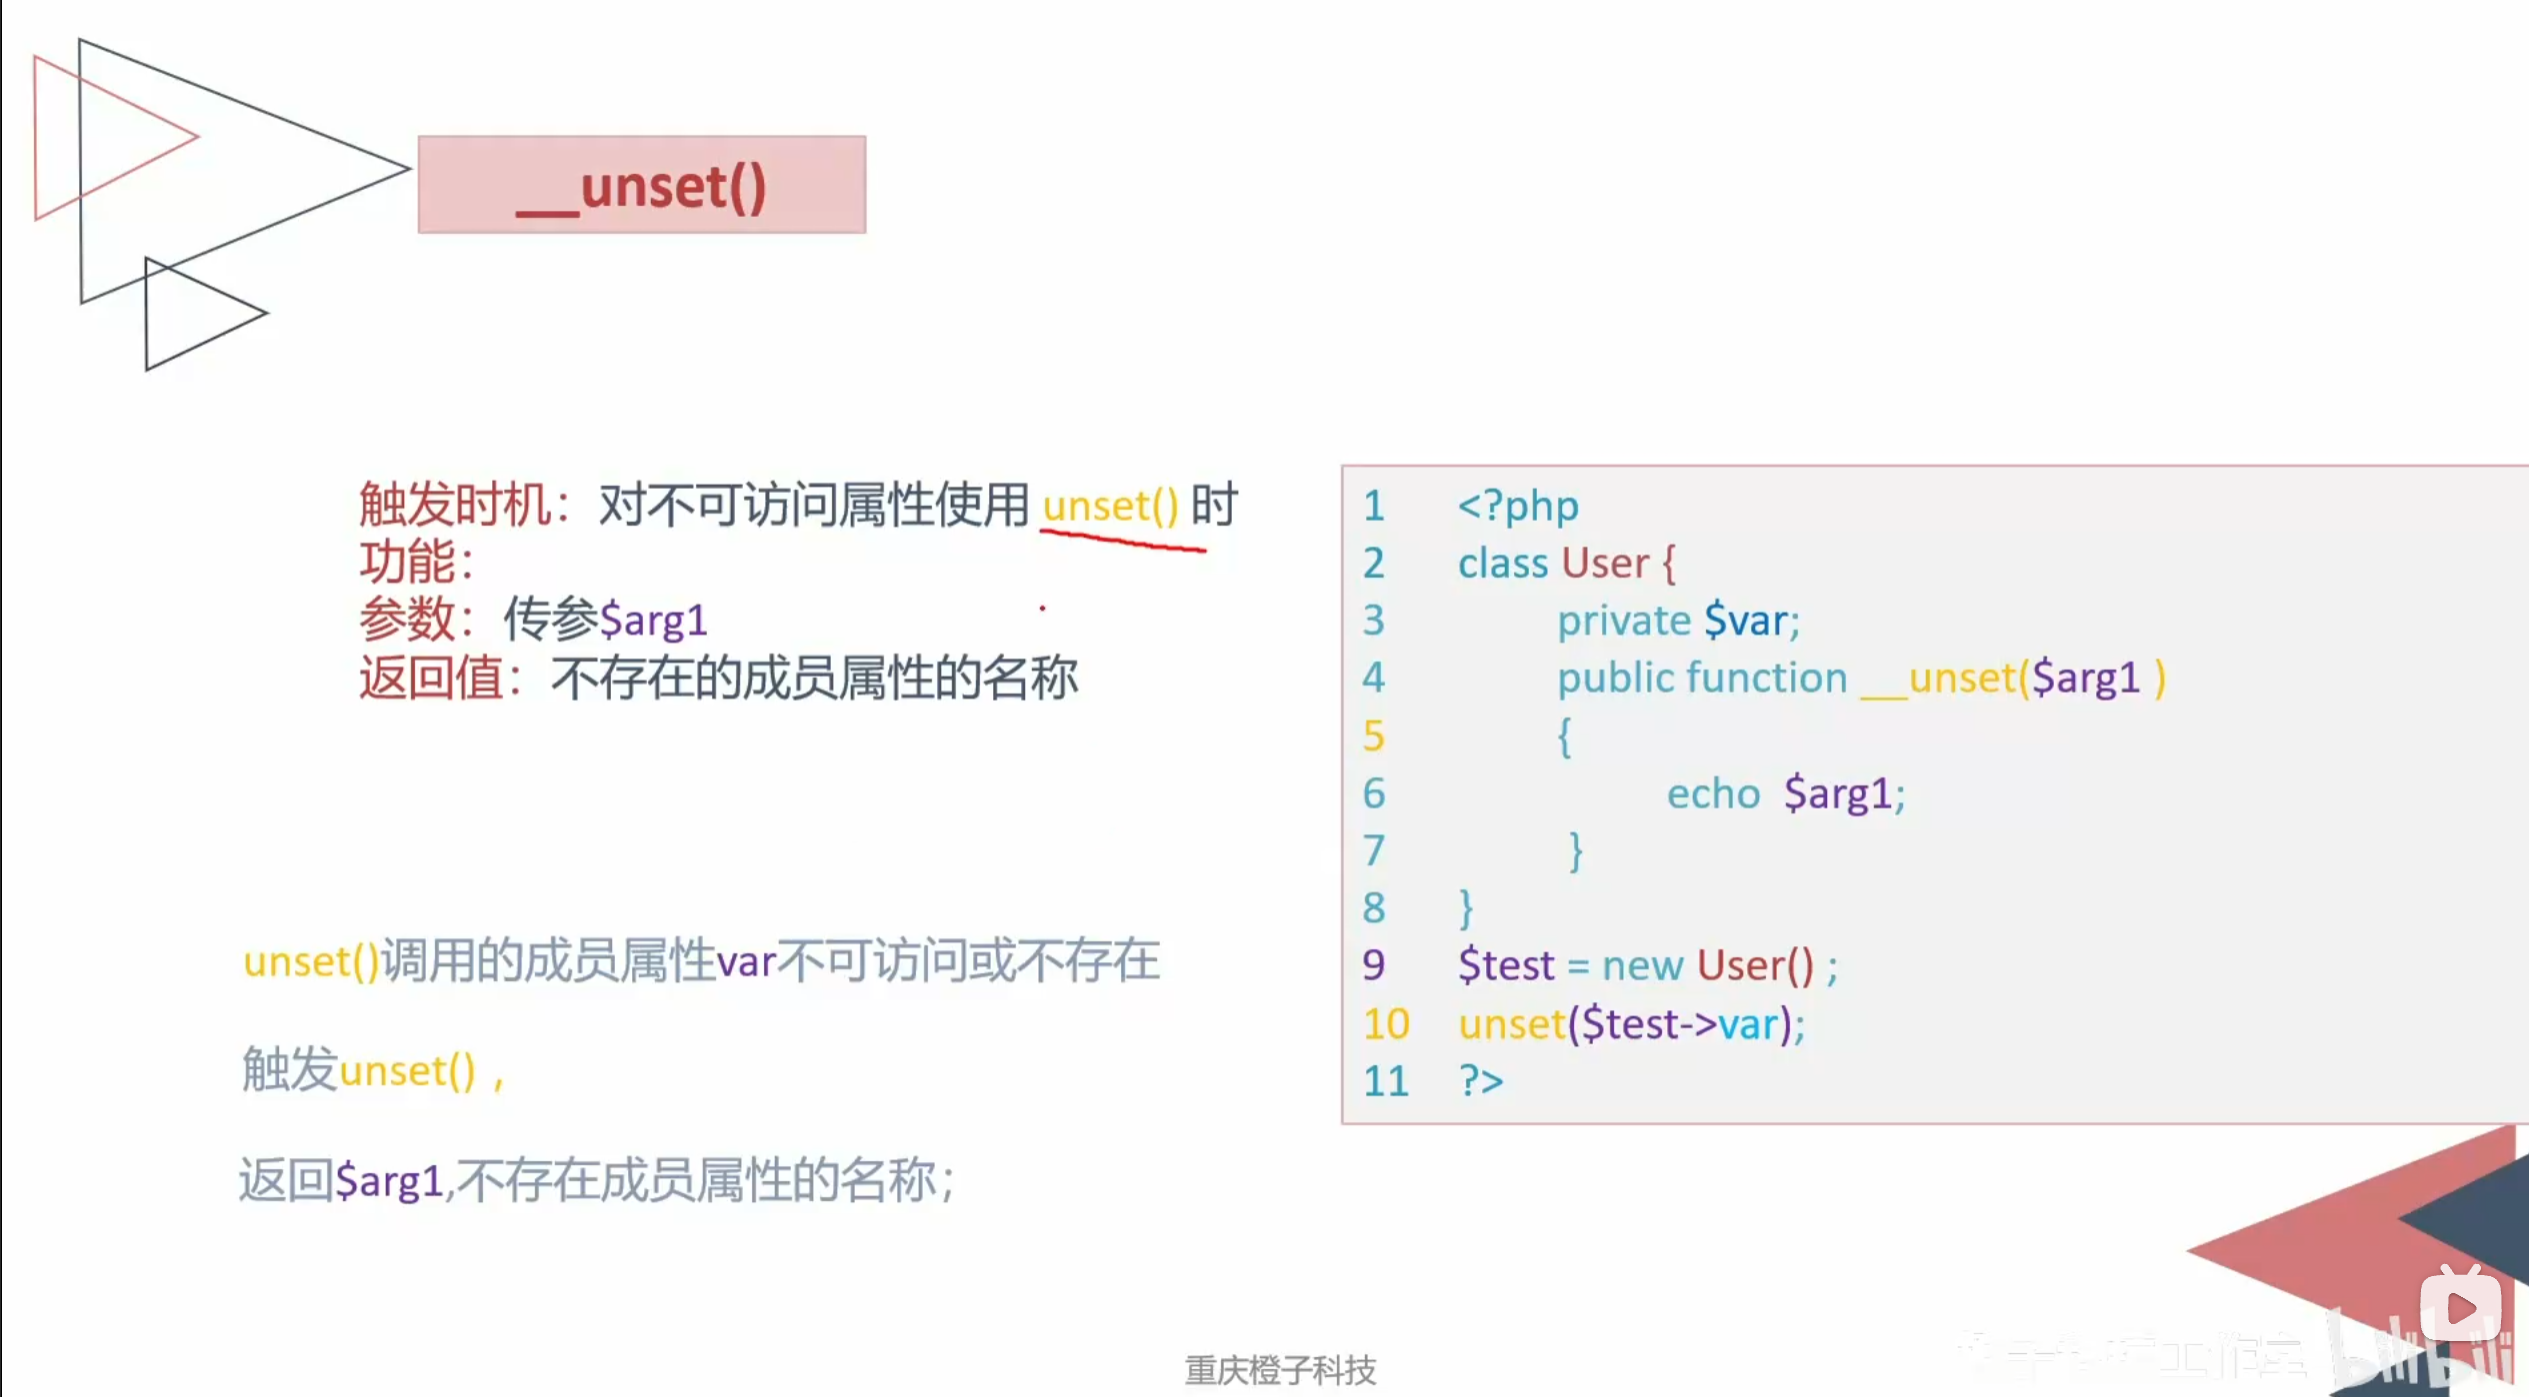 __unset()
触发时机：对不可访问属性使用 unset() 时
功能：
参数：传参$arg1
返回值：不存在的成员属性的名称
unset()调用的成员属性var不可访问或不存在
触发unset() ,
返回$arg1,不存在成员属性的名称；
1 <?php
2 class User {
3 private $var;
4 public function __unset($arg1 )
5 {
6 echo $arg1;
7 }
8 }
9 $test = new User() ;
10 unset($test->var);
11 ?>
重庆橙子科技
bilibili